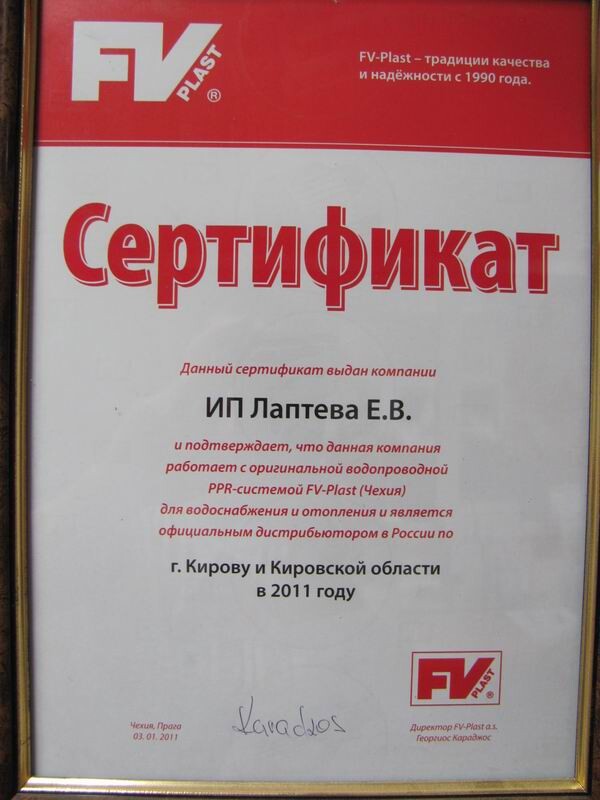 FV
PLAST®
FV-Plast – традиции качества
и надёжности с 1990 года.
Сертификат
Данный сертификат выдан компании
ИП Лаптева Е.В.
и подтверждает, что данная компания
работает с оригинальной водопроводной
PPR-системой FV-Plast (Чехия)
для водоснабжения и отопления и является
официальным дистрибьютором в России по
г. Кирову и Кировской области
в 2011 году
FV
PLAST
Чехия, Прага
03. 01. 2011
Karadzos
Директор FV-Plast a.s.
Георгиос Караджос